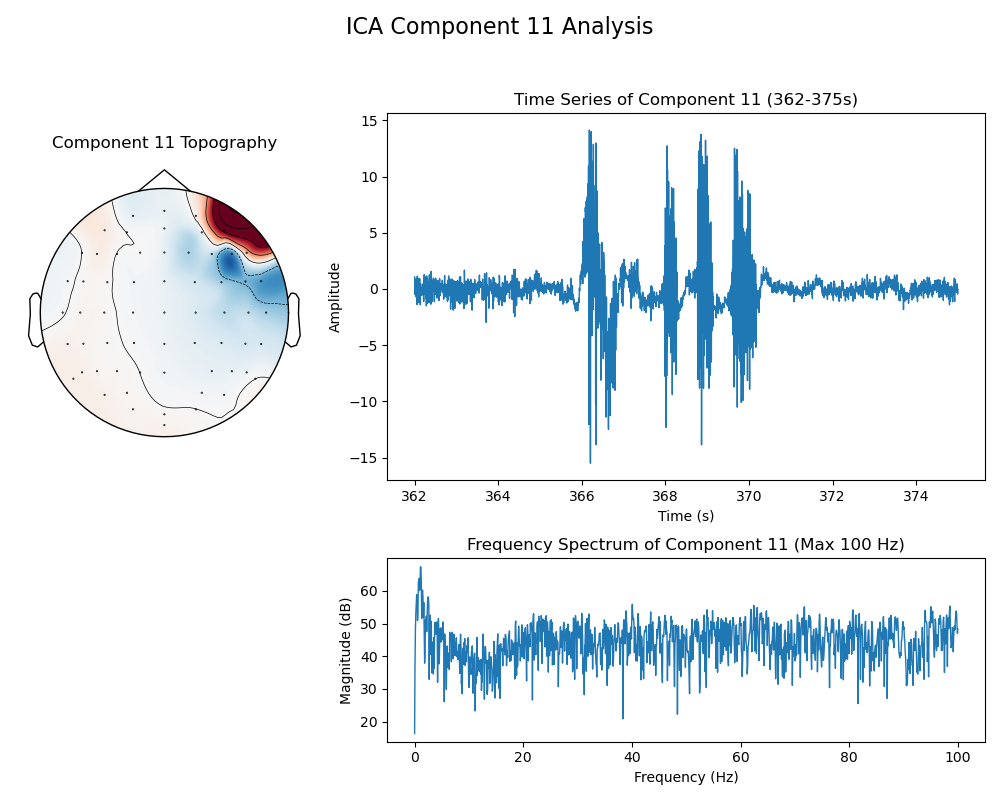 ICA Component 11 Analysis
Component 11 Topography
Time Series of Component 11 (362-375s)
Amplitude
15
10
5
0
−5
−10
−15
362 364 366 368 370 372 374
Time (s)
Frequency Spectrum of Component 11 (Max 100 Hz)
Magnitude (dB)
60
50
40
30
20
0 20 40 60 80 100
Frequency (Hz)